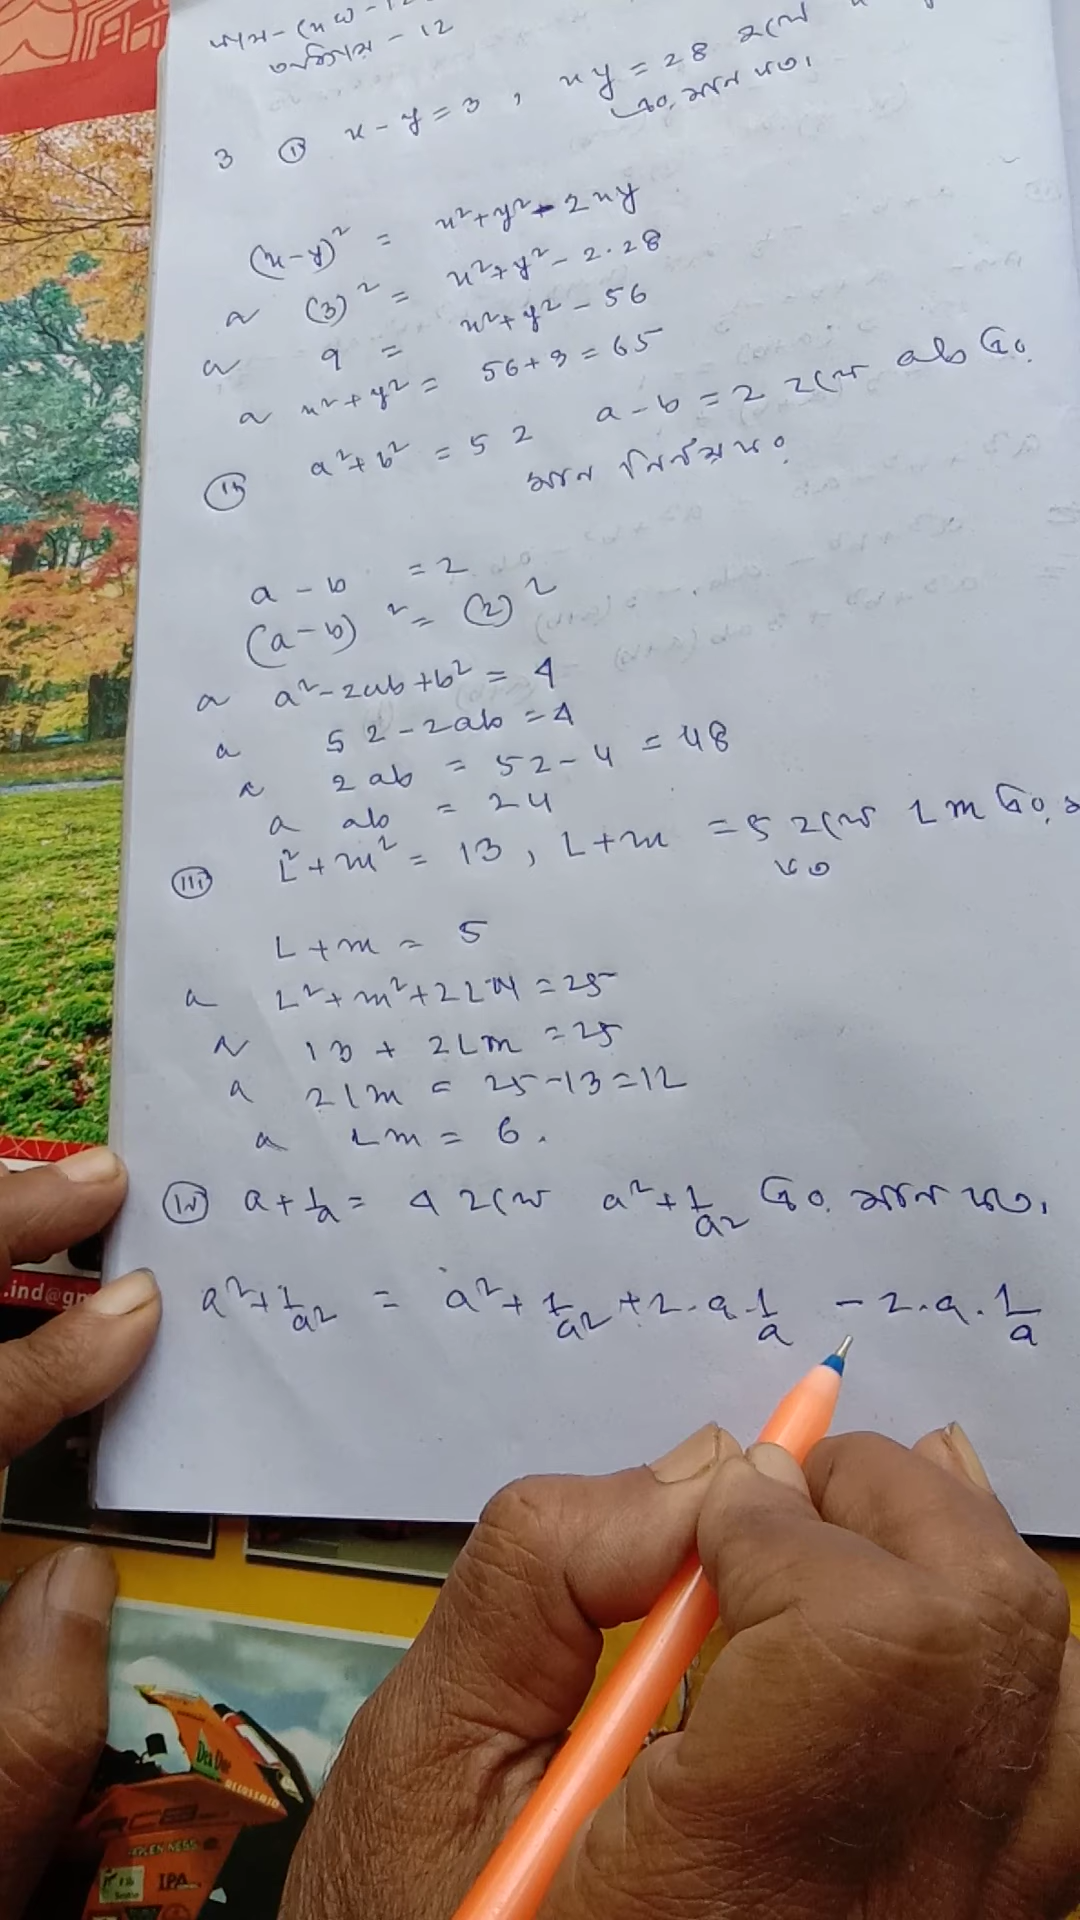 - 12
3 ⓘ x - y = 3 , xy = 28 হলে
মান কত।
(x-y)² = x²+y²-2xy
বা (3)² = x²+y² - 2.28
বা 9 = x²+y² - 56
বা x²+y² = 56+9 = 65
ⓘⓘ a²+b² = 52 a-b = 2 হলে ab এর
মান নির্ণয় কর
a - b = 2
(a-b)² = (2)²
বা a²-2ab+b² = 4
বা 52-2ab = 4
বা 2ab = 52-4 = 48
বা ab = 24
ⓘⓘⓘ L²+m² = 13, L+m = 5 হলে Lm এর
কত
L+m = 5
বা L²+m²+2Lm = 25
বা 13 + 2Lm = 25
বা 2Lm = 25-13 = 12
বা Lm = 6.
ⓘⓥ a+1/a = 4 হলে a²+1/a² এর মান কত।
a²+1/a² = a²+1/a²+2.a.1/a - 2.a.1/a
.ind@g
IPA